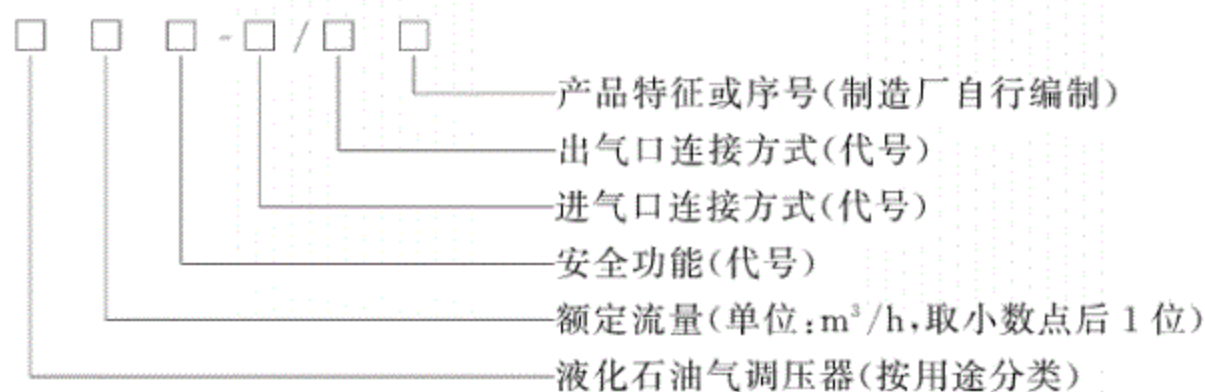 □ □ □-□/□ □
产品特征或序号(制造厂自行编制)
出气口连接方式(代号)
进气口连接方式(代号)
安全功能(代号)
额定流量(单位:m³/h,取小数点后1位)
液化石油气调压器(按用途分类)